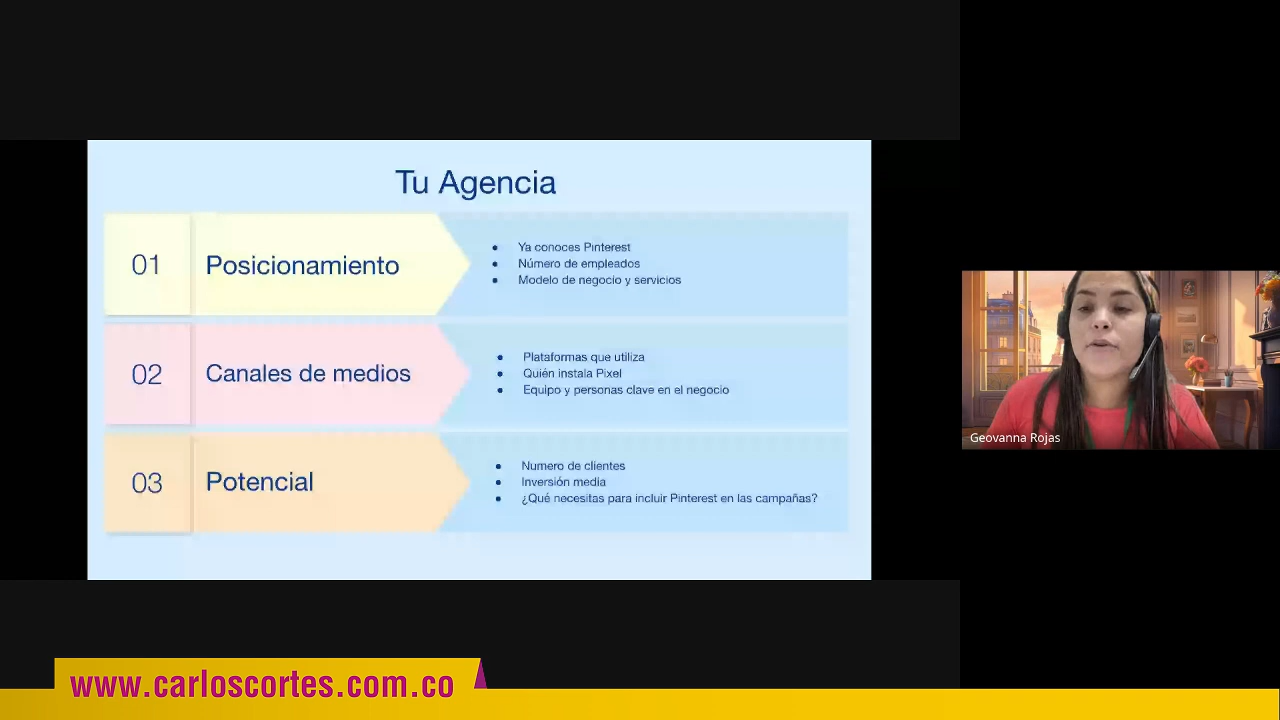 Tu Agencia
01
Posicionamiento
Ya conoces Pinterest
Número de empleados
Modelo de negocio y servicios
02
Canales de medios
Plataformas que utiliza
Quién instala Pixel
Equipo y personas clave en el negocio
03
Potencial
Numero de clientes
Inversión media
¿Qué necesitas para incluir Pinterest en las campañas?
Geovanna Rojas
www.carloscortes.com.co